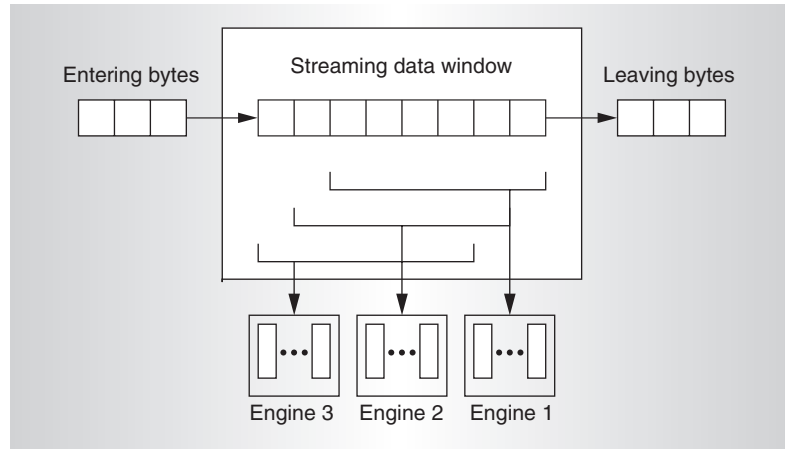 Streaming data window
Entering bytes
Leaving bytes
Engine 3
Engine 2
Engine 1